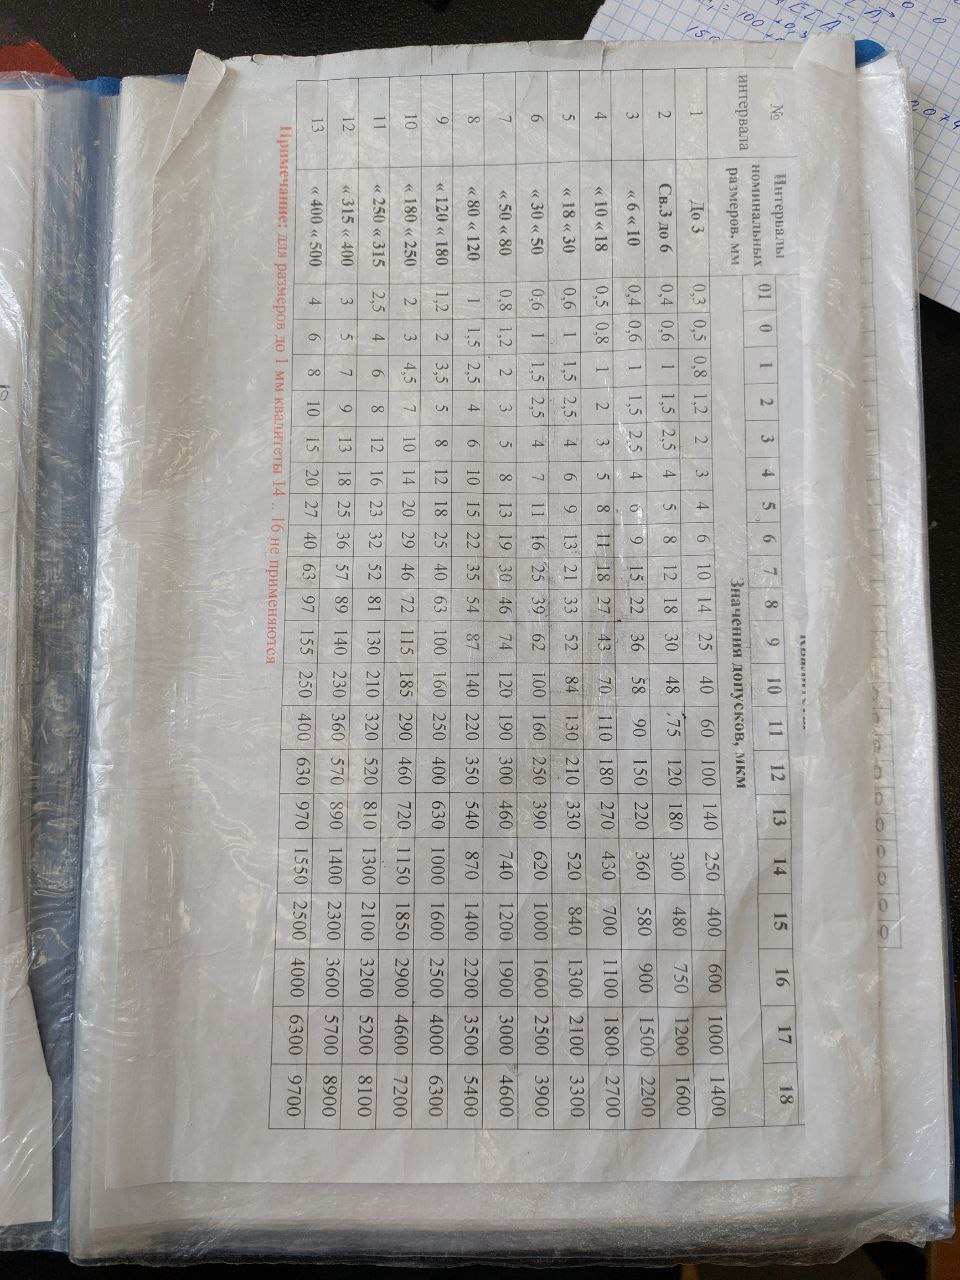 Квалитеты
№ интервала Интервалы номинальных размеров, мм 01 0 1 2 3 4 5 6 7 8 9 10 11 12 13 14 15 16 17 18
Значения допусков, мкм
1 До 3 0,3 0,5 0,8 1,2 2 3 4 6 10 14 25 40 60 100 140 250 400 600 1000 1400
2 Св.3 до 6 0,4 0,6 1 1,5 2,5 4 5 8 12 18 30 48 75 120 180 300 480 750 1200 1600
3 « 6 « 10 0,4 0,6 1 1,5 2,5 4 6 9 15 22 36 58 90 150 220 360 580 900 1500 2200
4 « 10 « 18 0,5 0,8 1 2 3 5 8 11 18 27 43 70 110 180 270 430 700 1100 1800 2700
5 « 18 « 30 0,6 1 1,5 2,5 4 6 9 13 21 33 52 84 130 210 330 520 840 1300 2100 3300
6 « 30 « 50 0,6 1 1,5 2,5 4 7 11 16 25 39 62 100 160 250 390 620 1000 1600 2500 3900
7 « 50 « 80 0,8 1,2 2 3 5 8 13 19 30 46 74 120 190 300 460 740 1200 1900 3000 4600
8 « 80 « 120 1 1,5 2,5 4 6 10 15 22 35 54 87 140 220 350 540 870 1400 2200 3500 5400
9 « 120 « 180 1,2 2 3,5 5 8 12 18 25 40 63 100 160 250 400 630 1000 1600 2500 4000 6300
10 « 180 « 250 2 3 4,5 7 10 14 20 29 46 72 115 185 290 460 720 1150 1850 2900 4600 7200
11 « 250 « 315 2,5 4 6 8 12 16 23 32 52 81 130 210 320 520 810 1300 2100 3200 5200 8100
12 « 315 « 400 3 5 7 9 13 18 25 36 57 89 140 230 360 570 890 1400 2300 3600 5700 8900
13 « 400 « 500 4 6 8 10 15 20 27 40 63 97 155 250 400 630 970 1550 2500 4000 6300 9700
Примечание: для размеров до 1 мм квалитеты 14 .. 16 не применяются